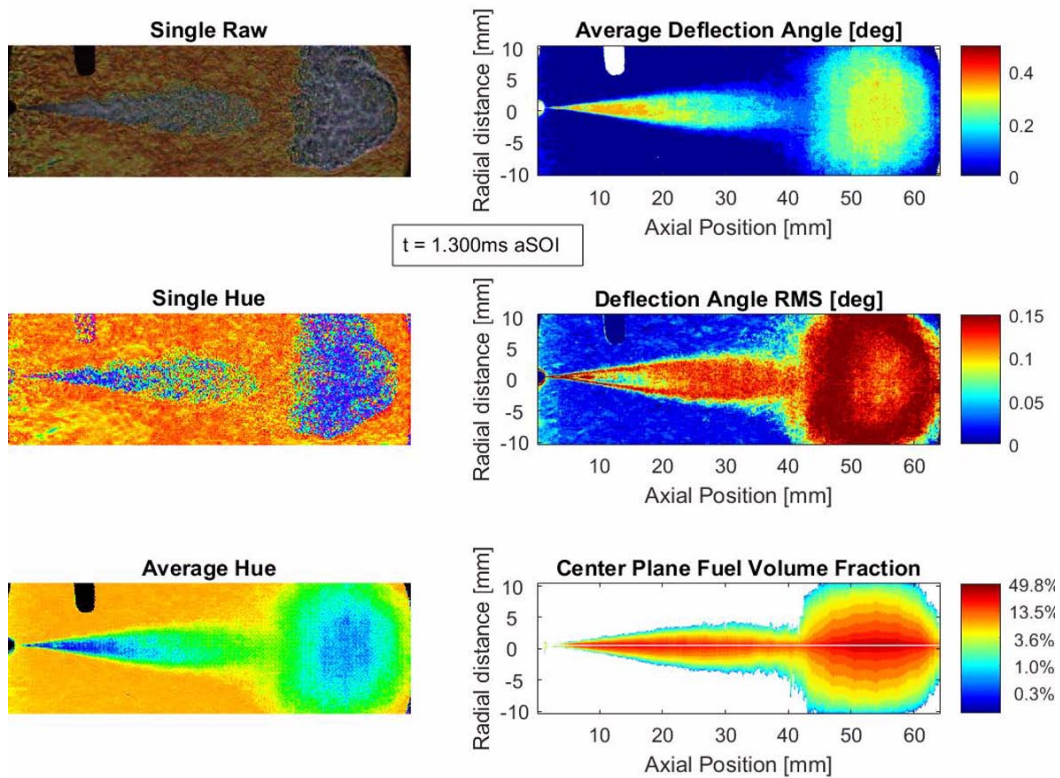 Single Raw
Average Deflection Angle [deg]
Radial distance [mm]
10
5
0
-5
-10
10 20 30 40 50 60
Axial Position [mm]
0.4
0.2
0
t = 1.300ms aSOI
Single Hue
Deflection Angle RMS [deg]
Radial distance [mm]
10
5
0
-5
-10
10 20 30 40 50 60
Axial Position [mm]
0.15
0.1
0.05
0
Average Hue
Center Plane Fuel Volume Fraction
Radial distance [mm]
10
5
0
-5
-10
10 20 30 40 50 60
Axial Position [mm]
49.8%
13.5%
3.6%
1.0%
0.3%